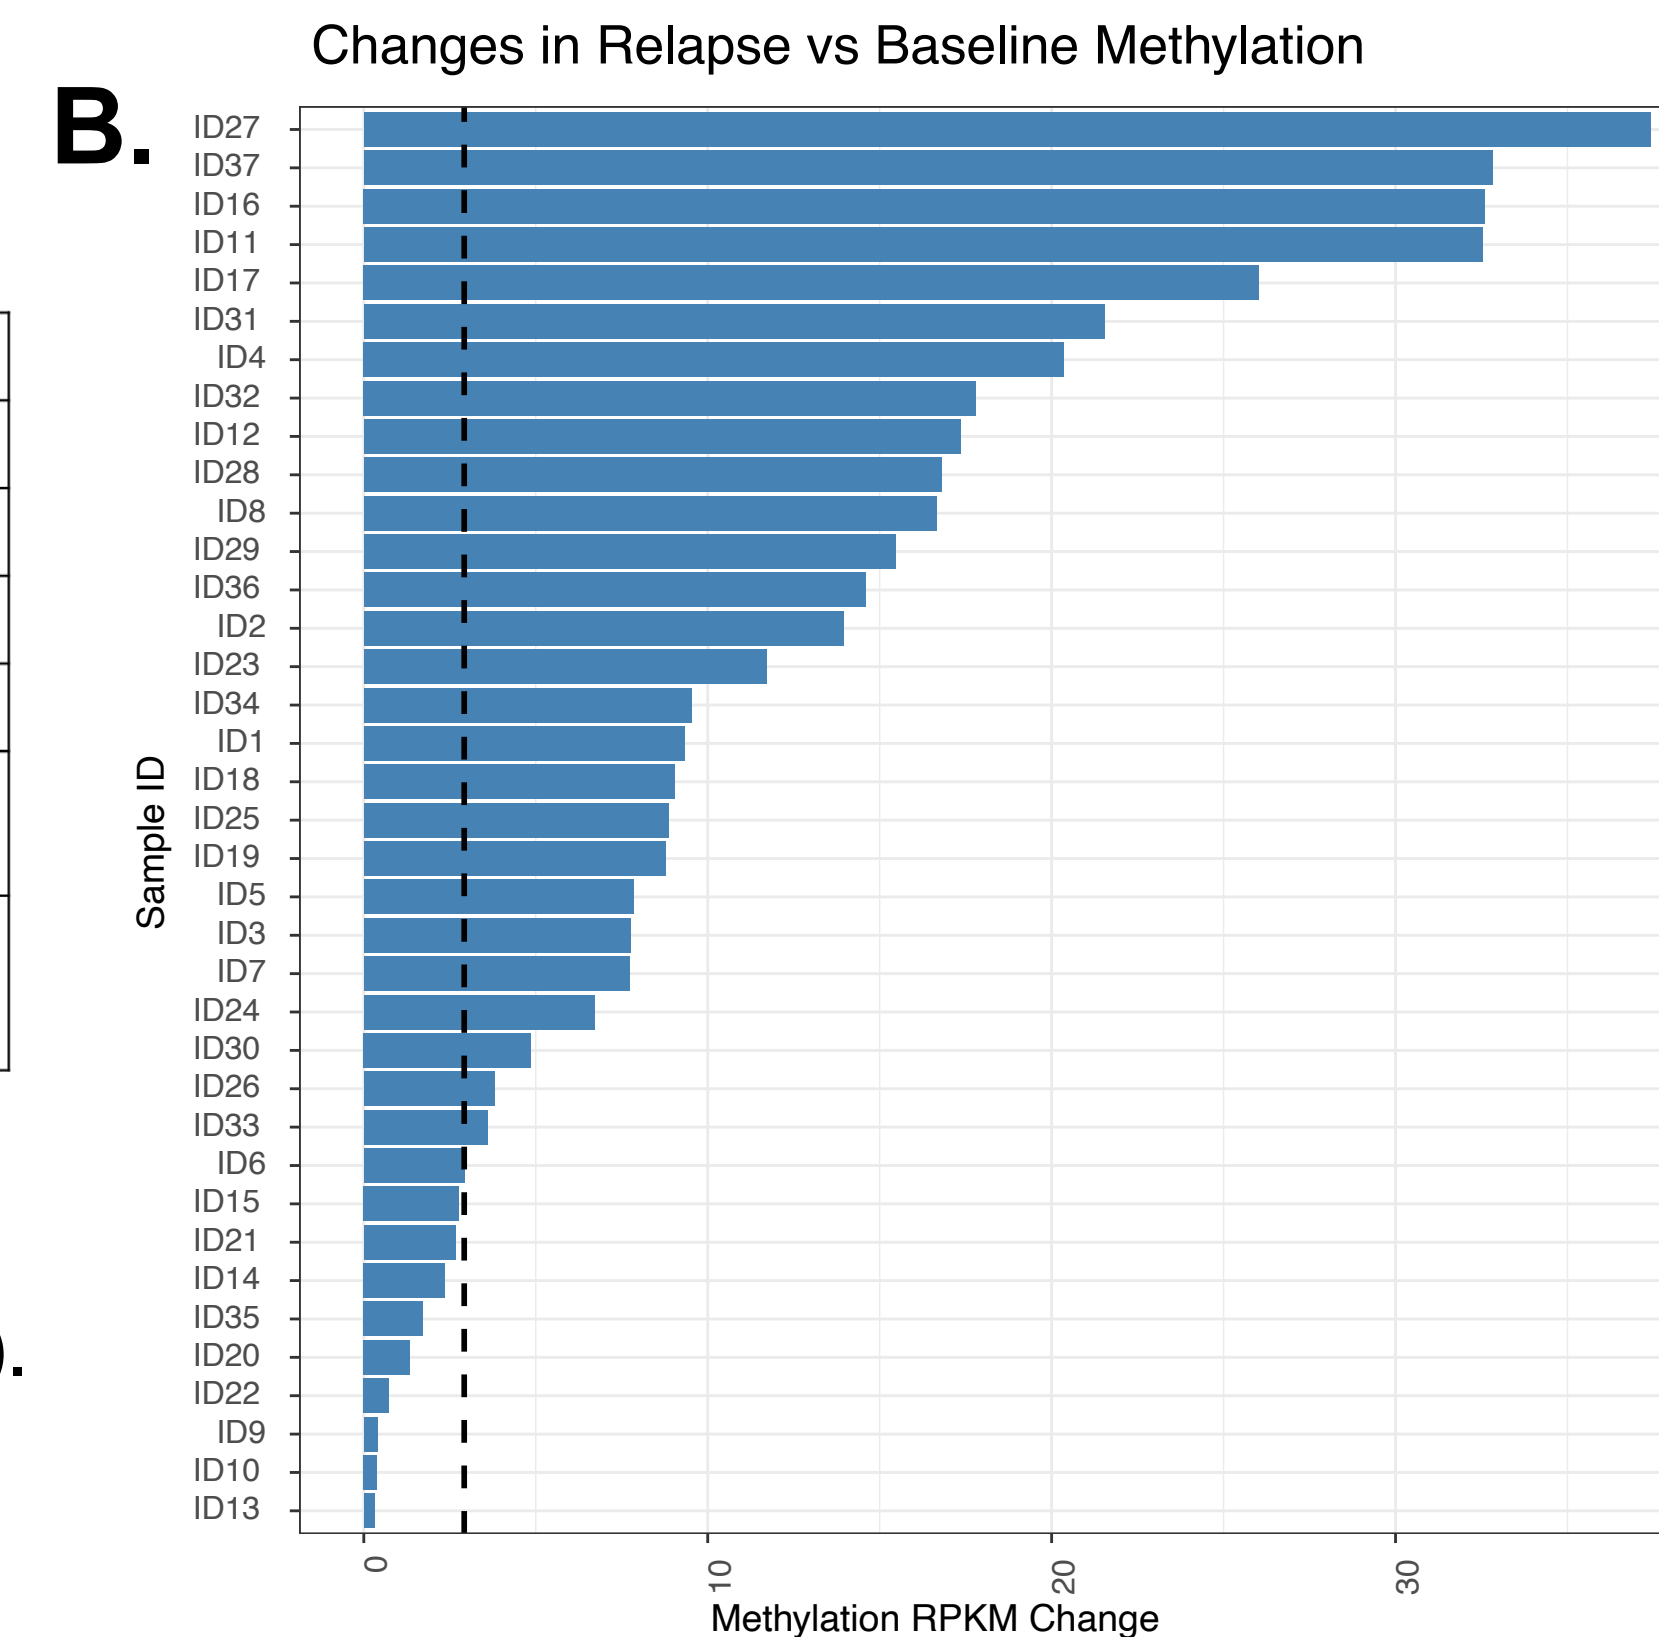 Changes in Relapse vs Baseline Methylation
B.
ID27
ID37
ID16
ID11
ID17
ID31
ID4
ID32
ID12
ID28
ID8
ID29
ID36
ID2
ID23
ID34
ID1
ID18
ID25
ID19
ID5
ID3
ID7
ID24
ID30
ID26
ID33
ID6
ID15
ID21
ID14
ID35
ID20
ID22
ID9
ID10
ID13
Sample ID
0
10
20
30
Methylation RPKM Change